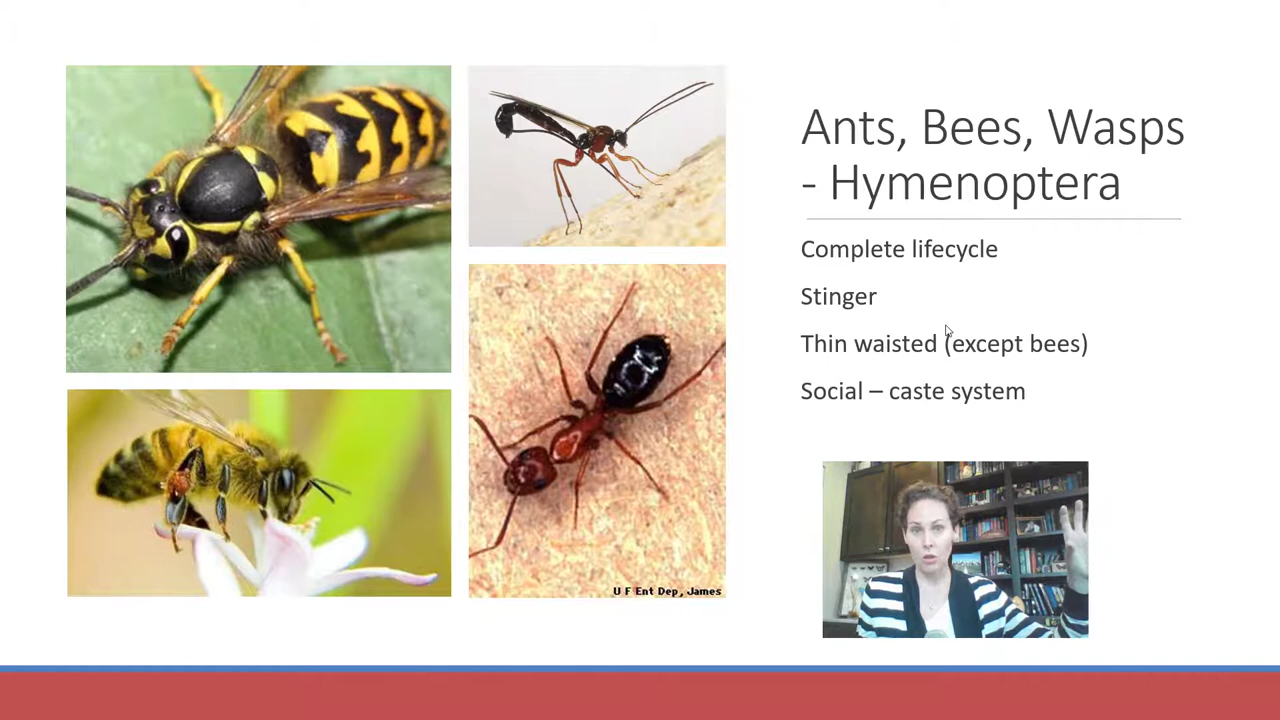 Ants, Bees, Wasps
- Hymenoptera
Complete lifecycle
Stinger
Thin waisted (except bees)
Social – caste system
U F Ent Dep, James